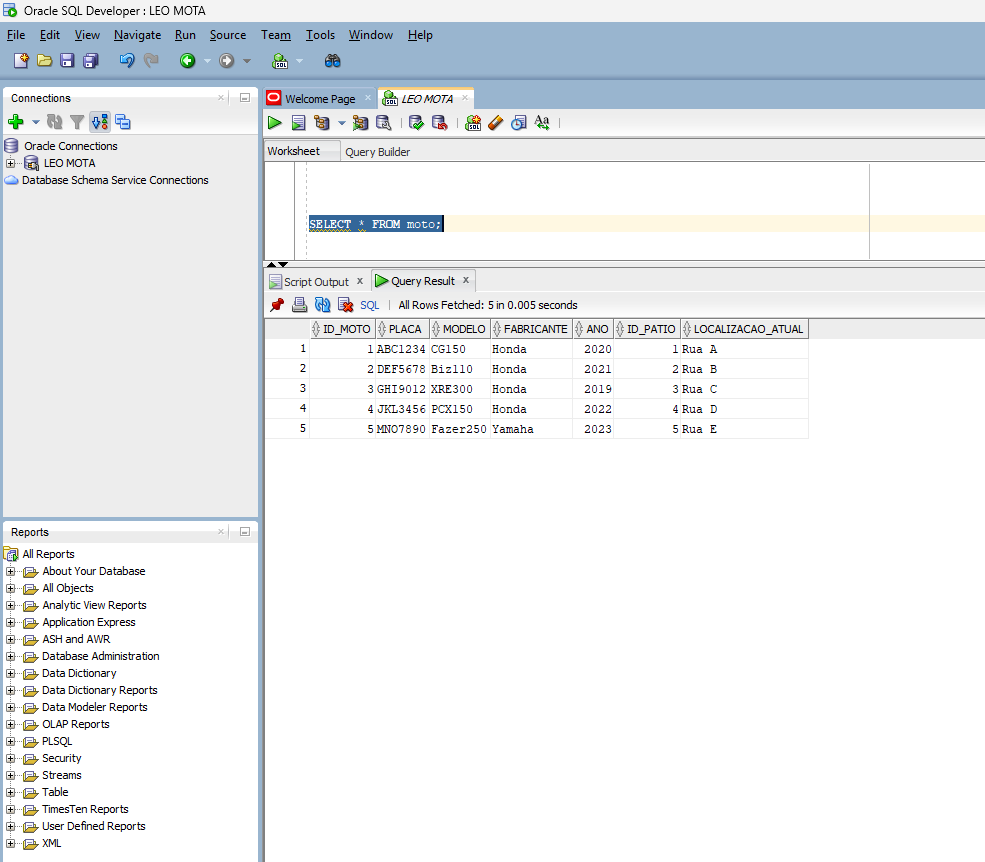 Oracle SQL Developer : LEO MOTA
File Edit View Navigate Run Source Team Tools Window Help
Connections
Oracle Connections
LEO MOTA
Database Schema Service Connections
Welcome Page
LEO MOTA
Worksheet Query Builder
SELECT * FROM moto;
Script Output Query Result
SQL All Rows Fetched: 5 in 0.005 seconds
ID_MOTO PLACA MODELO FABRICANTE ANO ID_PATIO LOCALIZACAO_ATUAL
1 1 ABC1234 CG150 Honda 2020 1 Rua A
2 2 DEF5678 Biz110 Honda 2021 2 Rua B
3 3 GHI9012 XRE300 Honda 2019 3 Rua C
4 4 JKL3456 PCX150 Honda 2022 4 Rua D
5 5 MNO7890 Fazer250 Yamaha 2023 5 Rua E
Reports
All Reports
About Your Database
All Objects
Analytic View Reports
Application Express
ASH and AWR
Database Administration
Data Dictionary
Data Dictionary Reports
Data Modeler Reports
OLAP Reports
PLSQL
Security
Streams
Table
TimesTen Reports
User Defined Reports
XML